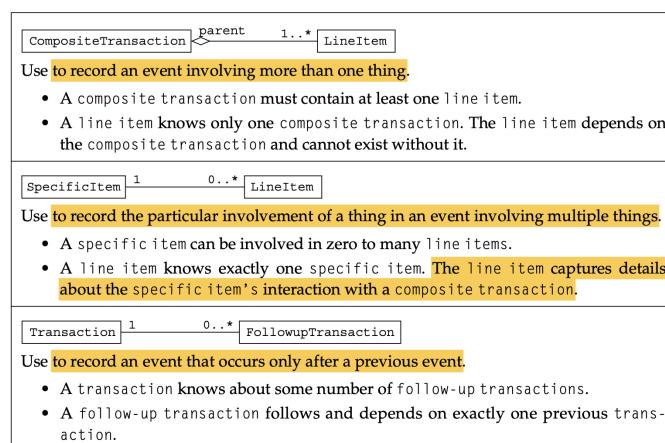 parent
CompositeTransaction 1..* LineItem
Use to record an event involving more than one thing.
• A composite transaction must contain at least one line item.
• A line item knows only one composite transaction. The line item depends on
the composite transaction and cannot exist without it.
SpecificItem 1 0..* LineItem
Use to record the particular involvement of a thing in an event involving multiple things.
• A specific item can be involved in zero to many line items.
• A line item knows exactly one specific item. The line item captures details
about the specific item's interaction with a composite transaction.
Transaction 1 0..* FollowupTransaction
Use to record an event that occurs only after a previous event.
• A transaction knows about some number of follow-up transactions.
• A follow-up transaction follows and depends on exactly one previous trans-
action.